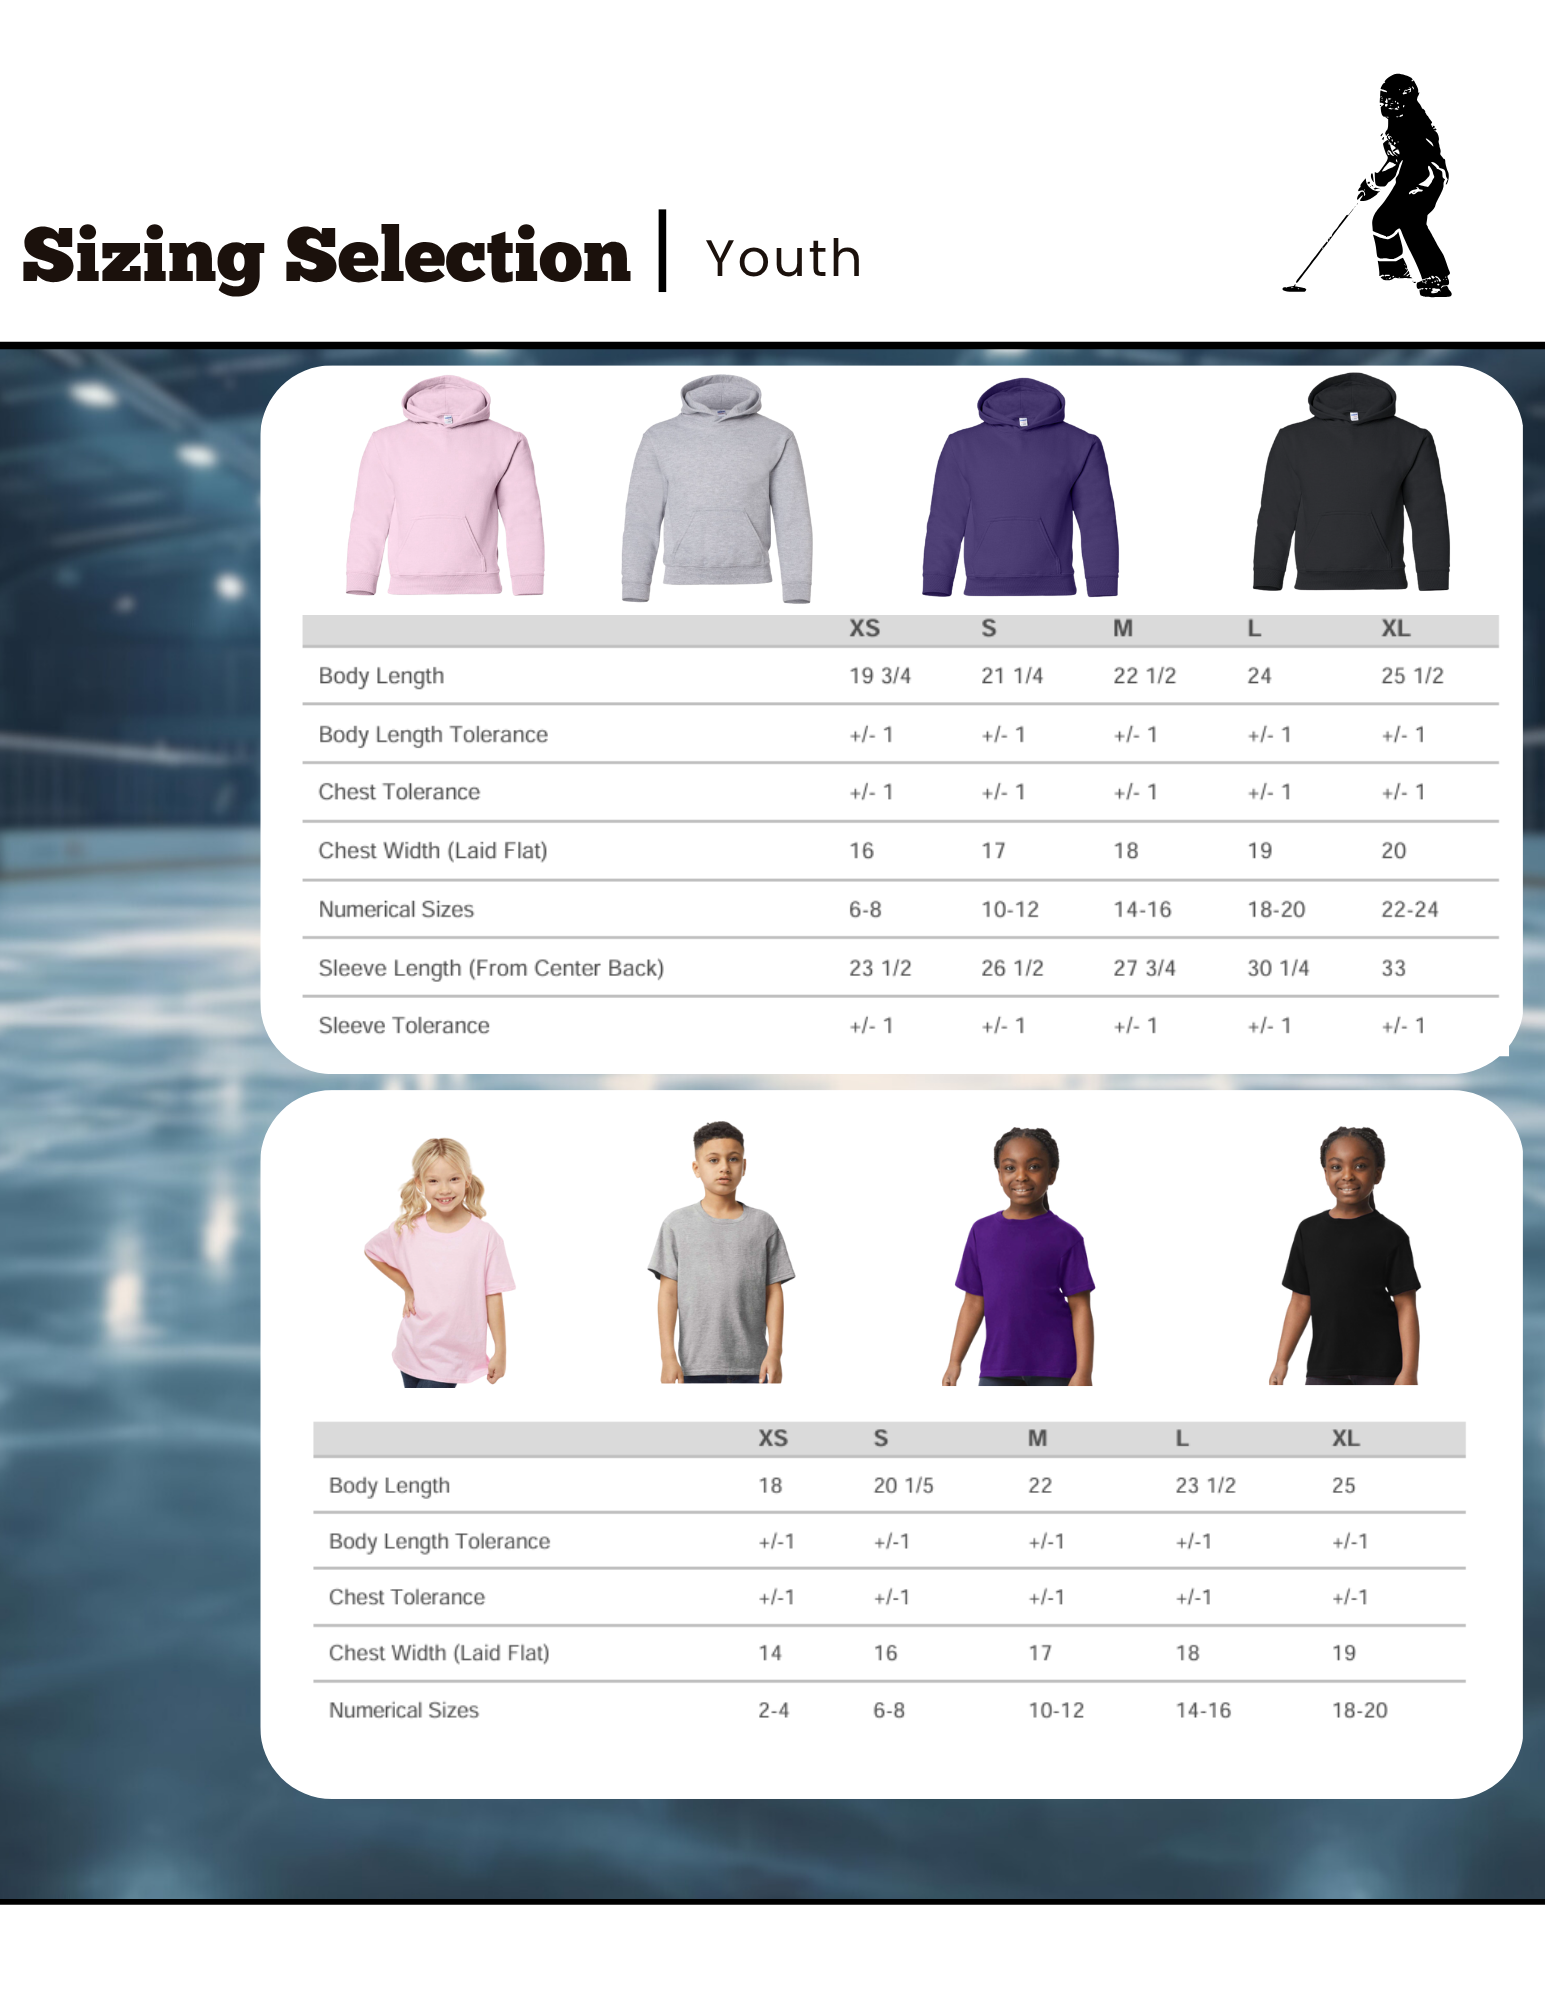 Sizing Selection | Youth
XS S M L XL
Body Length 19 3/4 21 1/4 22 1/2 24 25 1/2
Body Length Tolerance +/- 1 +/- 1 +/- 1 +/- 1 +/- 1
Chest Tolerance +/- 1 +/- 1 +/- 1 +/- 1 +/- 1
Chest Width (Laid Flat) 16 17 18 19 20
Numerical Sizes 6-8 10-12 14-16 18-20 22-24
Sleeve Length (From Center Back) 23 1/2 26 1/2 27 3/4 30 1/4 33
Sleeve Tolerance +/- 1 +/- 1 +/- 1 +/- 1 +/- 1
XS S M L XL
Body Length 18 20 1/5 22 23 1/2 25
Body Length Tolerance +/-1 +/-1 +/-1 +/-1 +/-1
Chest Tolerance +/-1 +/-1 +/-1 +/-1 +/-1
Chest Width (Laid Flat) 14 16 17 18 19
Numerical Sizes 2-4 6-8 10-12 14-16 18-20